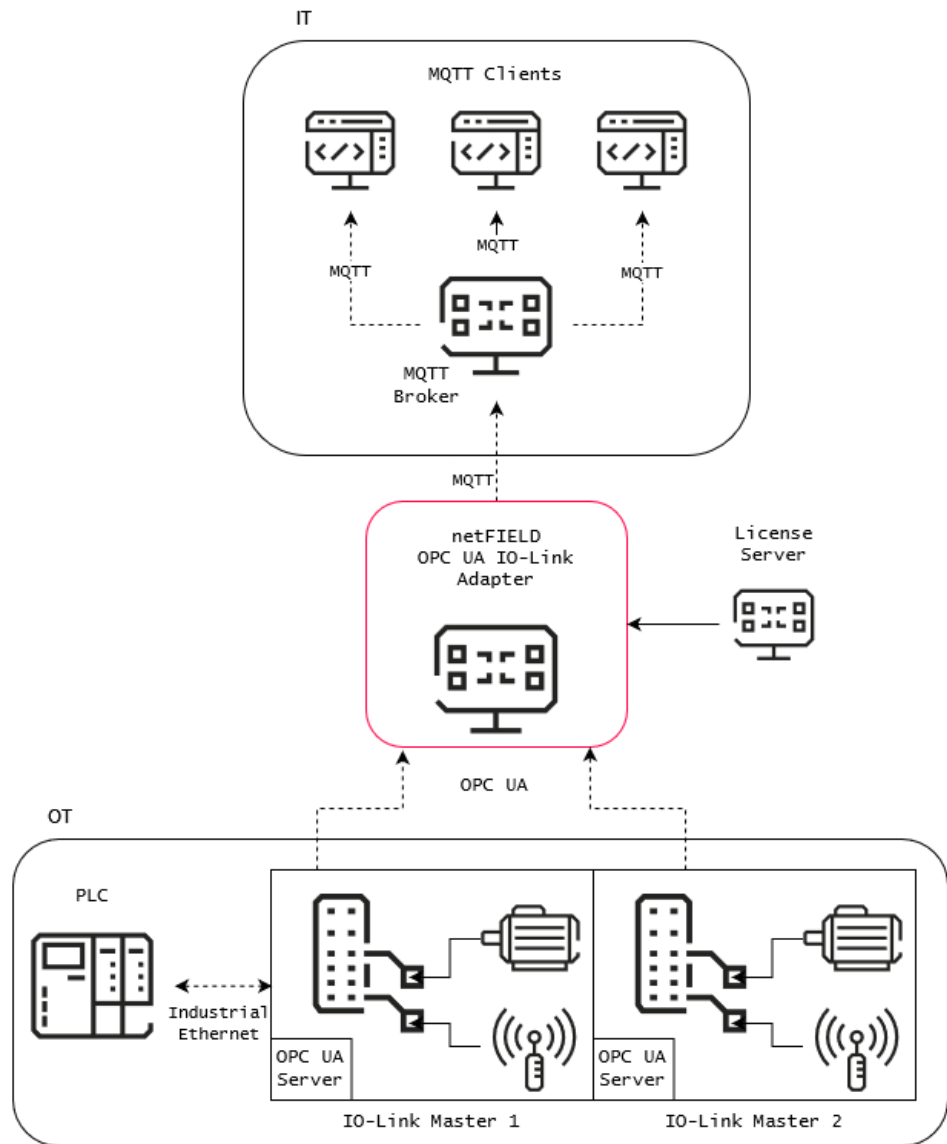 IT
MQTT Clients
MQTT
MQTT
MQTT
MQTT
Broker
MQTT
netFIELD
OPC UA IO-Link
Adapter
License
Server
OPC UA
OT
PLC
Industrial
Ethernet
OPC UA
Server
OPC UA
Server
IO-Link Master 1
IO-Link Master 2